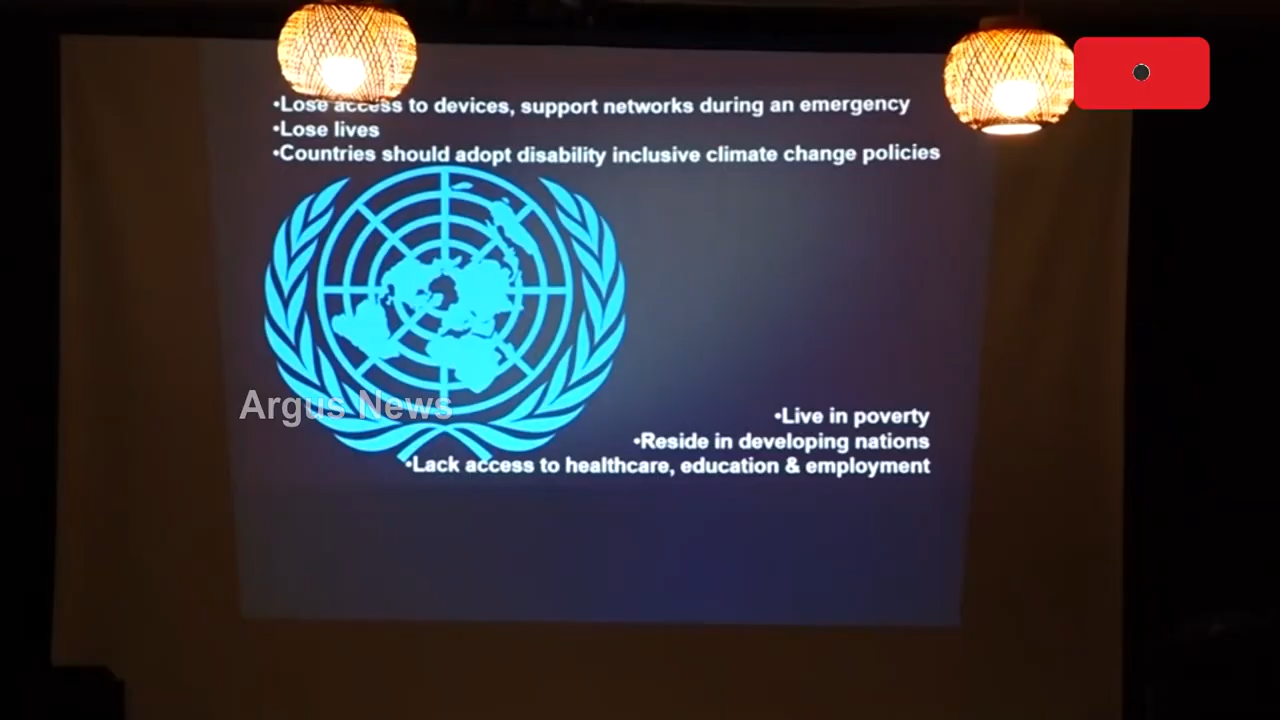 •Lose access to devices, support networks during an emergency
•Lose lives
•Countries should adopt disability inclusive climate change policies
Argus News
•Live in poverty
•Reside in developing nations
•Lack access to healthcare, education & employment